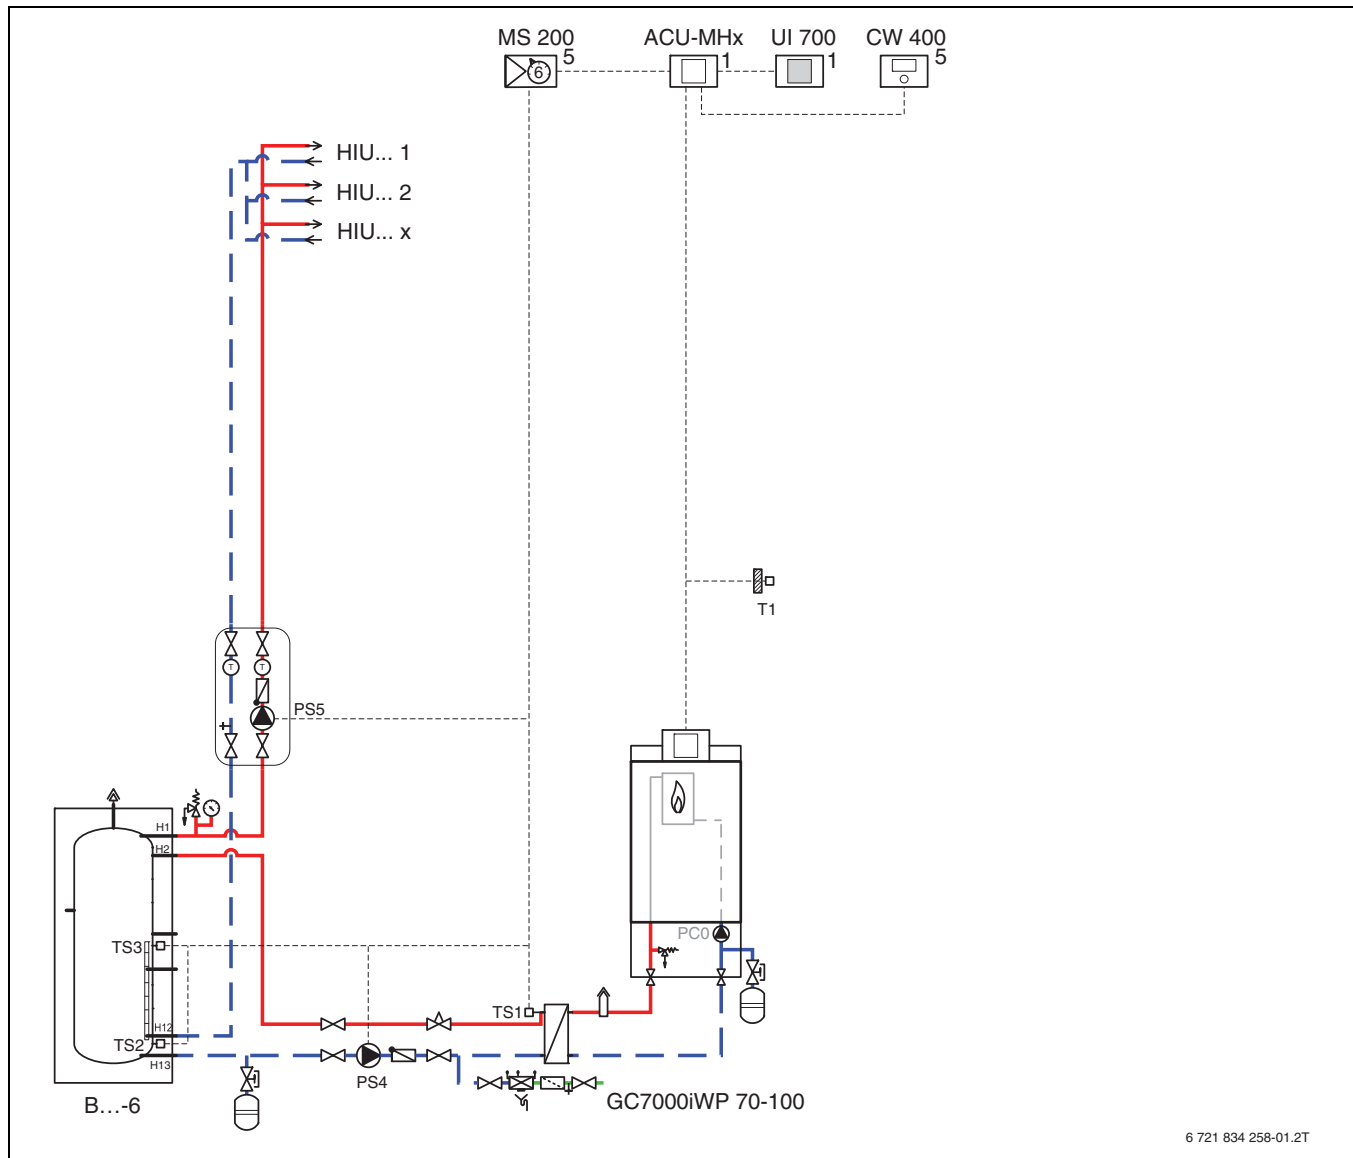 MS 200 ACU-MHx UI 700 CW 400
5 1 1 5
6
HIU... 1
HIU... 2
HIU... x
T1
T T
PS5
H1
H2
PC0
TS3
TS1
H12
TS2
H13
PS4
B...-6
GC7000iWP 70-100
6 721 834 258-01.2T